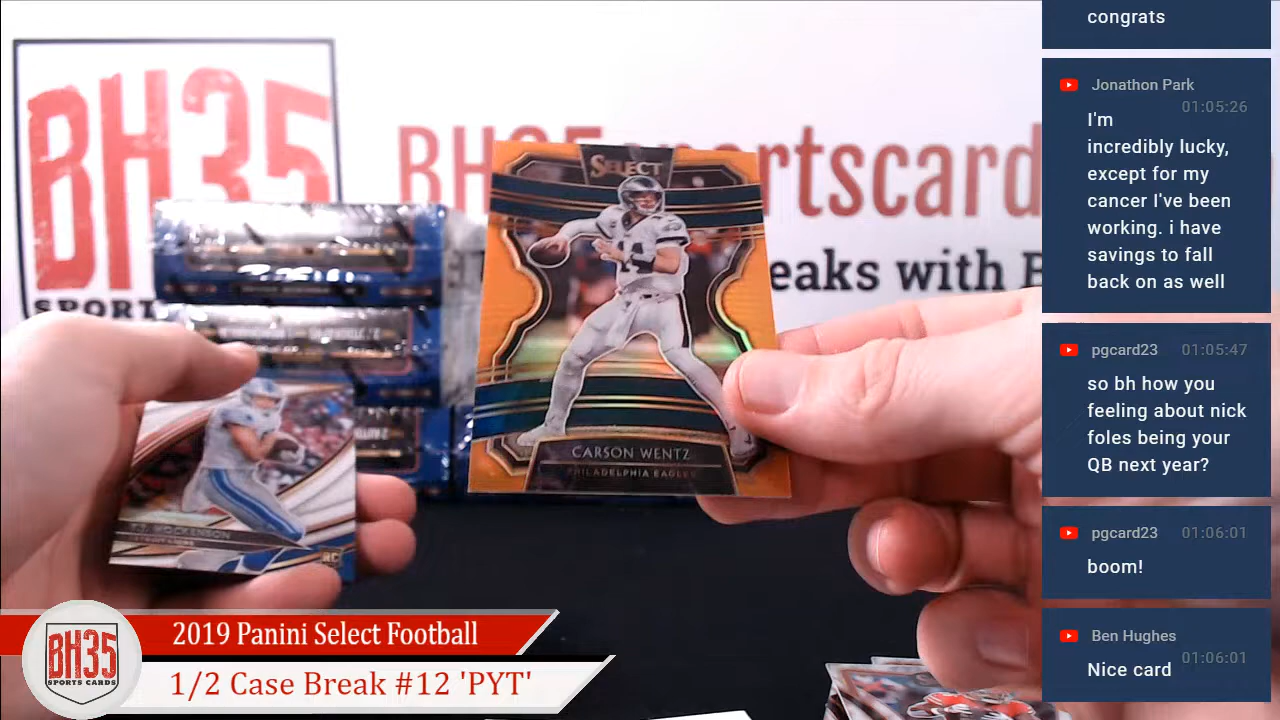 BH35
SPORT
BH35 sportscard
eaks with B
SELECT
14
CARSON WENTZ
PHILADELPHIA EAGLES
T.J. HOCKENSON
RC
2019 Panini Select Football
1/2 Case Break #12 'PYT'
BH35
SPORTS CARDS
congrats
Jonathon Park
01:05:26
I'm
incredibly lucky,
except for my
cancer I've been
working. i have
savings to fall
back on as well
pgcard23 01:05:47
so bh how you
feeling about nick
foles being your
QB next year?
pgcard23 01:06:01
boom!
Ben Hughes
01:06:01
Nice card